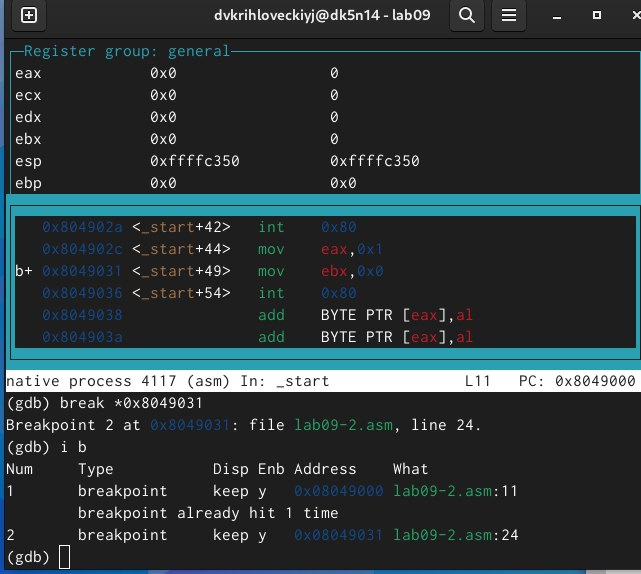 dvkrihloveckiyj@dk5n14 - lab09
Register group: general
eax 0x0 0
ecx 0x0 0
edx 0x0 0
ebx 0x0 0
esp 0xffffc350 0xffffc350
ebp 0x0 0x0
0x804902a <_start+42> int 0x80
0x804902c <_start+44> mov eax,0x1
b+ 0x8049031 <_start+49> mov ebx,0x0
0x8049036 <_start+54> int 0x80
0x8049038 add BYTE PTR [eax],al
0x804903a add BYTE PTR [eax],al
native process 4117 (asm) In: _start L11 PC: 0x8049000
(gdb) break *0x8049031
Breakpoint 2 at 0x8049031: file lab09-2.asm, line 24.
(gdb) i b
Num Type Disp Enb Address What
1 breakpoint keep y 0x08049000 lab09-2.asm:11
breakpoint already hit 1 time
2 breakpoint keep y 0x08049031 lab09-2.asm:24
(gdb)